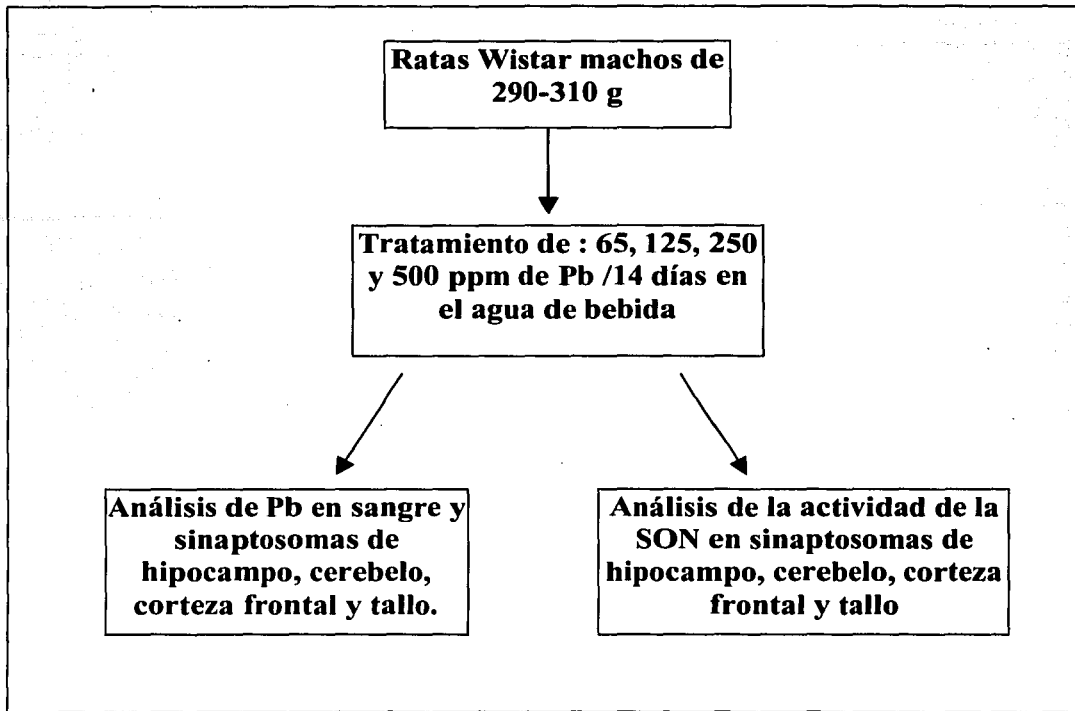 Ratas Wistar machos de
290-310 g
Tratamiento de : 65, 125, 250
y 500 ppm de Pb /14 días en
el agua de bebida
Análisis de Pb en sangre y
sinaptosomas de
hipocampo, cerebelo,
corteza frontal y tallo.
Análisis de la actividad de la
SON en sinaptosomas de
hipocampo, cerebelo, corteza
frontal y tallo